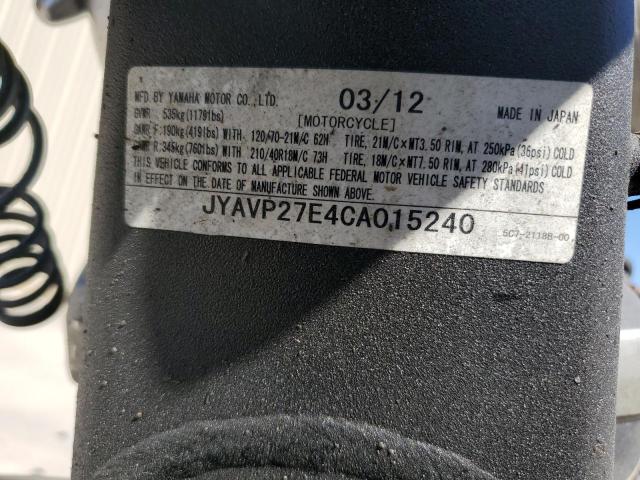 MFD BY YAMAHA MOTOR CO.,LTD. 03/12 MADE IN JAPAN
GVWR 535kg(1179lbs) [MOTORCYCLE]
GAWR F:190kg(419lbs) WITH 120/70-21M/C 62H TIRE, 21M/C×MT3.50 RIM, AT 250kPa(36psi) COLD
GAWR R:345kg(760lbs) WITH 210/40R18M/C 73H TIRE, 18M/C×MT7.50 RIM, AT 280kPa(41psi) COLD
THIS VEHICLE CONFORMS TO ALL APPLICABLE FEDERAL MOTOR VEHICLE SAFETY STANDARDS
IN EFFECT ON THE DATE OF MANUFACTURE SHOWN ABOVE.
JYAVP27E4CA015240
5C7-2118B-00